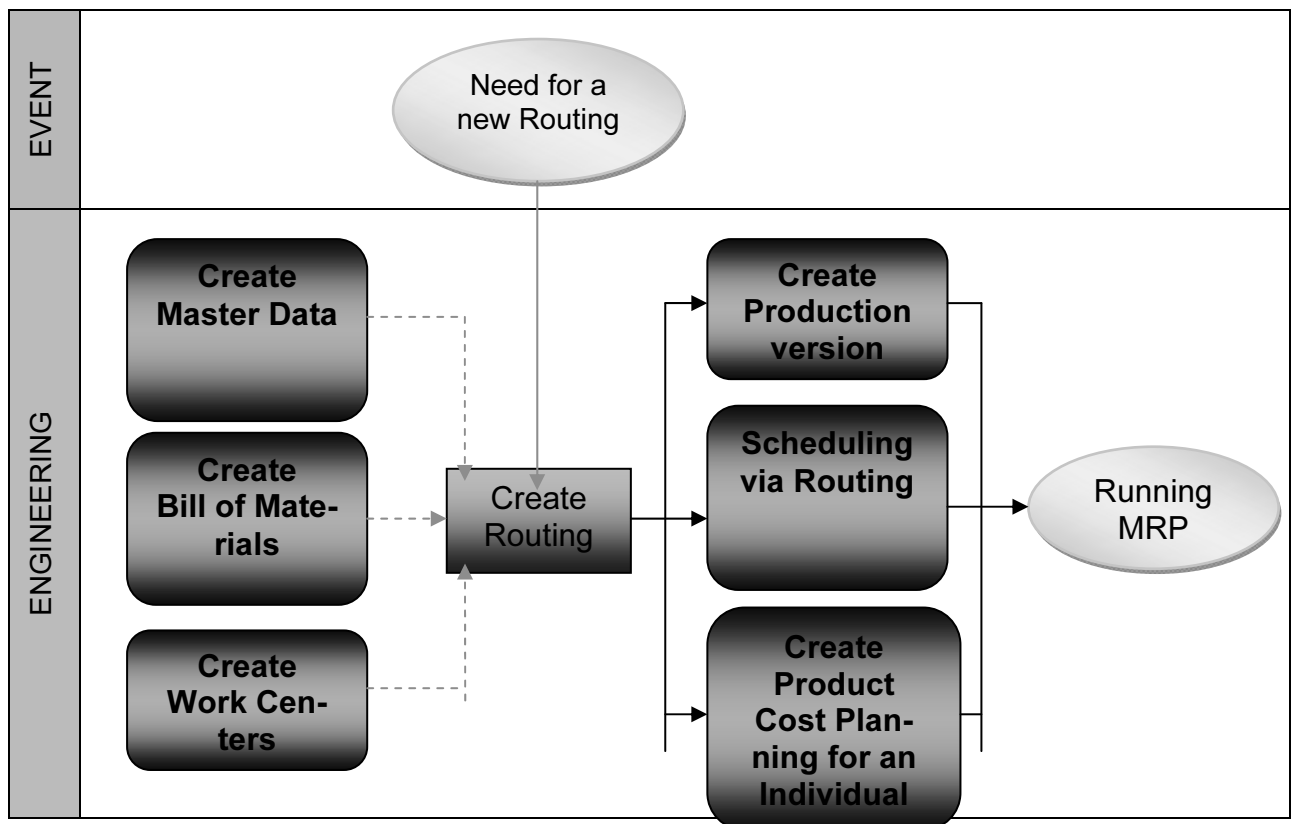 EVENT
Need for a
new Routing
ENGINEERING
Create
Master Data
Create
Bill of Mate-
rials
Create
Work Cen-
ters
Create
Routing
Create
Production
version
Scheduling
via Routing
Create
Product
Cost Plan-
ning for an
Individual
Running
MRP